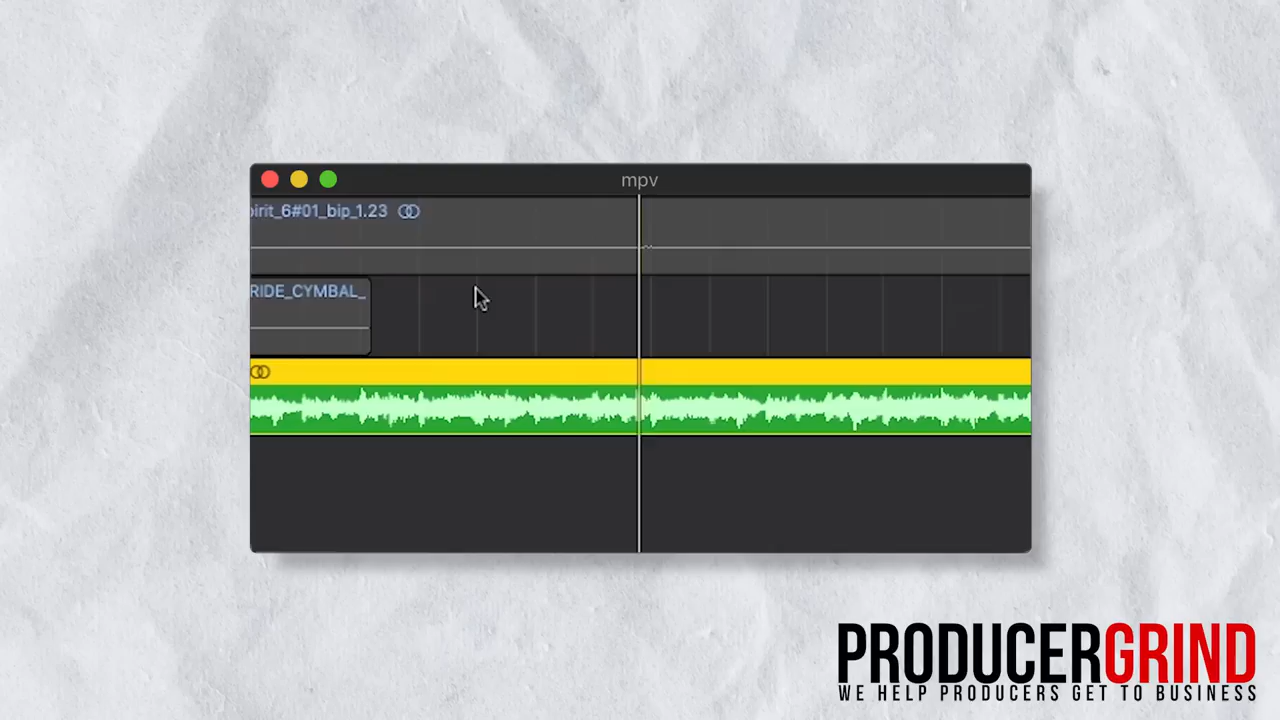 mpv
pirit_6#01_bip_1.23
RIDE_CYMBAL_
PRODUCERGRIND
WE HELP PRODUCERS GET TO BUSINESS